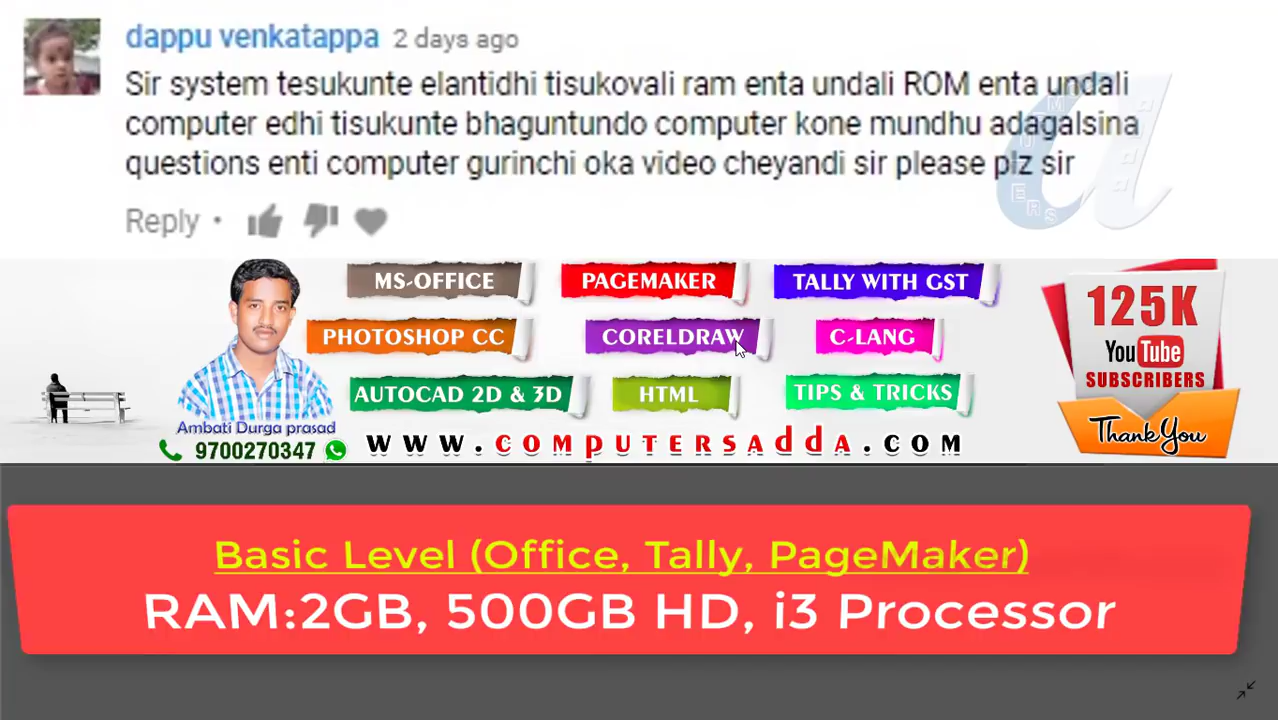 dappu venkatappa 2 days ago
Sir system tesukunte elantidhi tisukovali ram enta undali ROM enta undali
computer edhi tisukunte bhaguntundo computer kone mundhu adagalsina
questions enti computer gurinchi oka video cheyandi sir please plz sir
Reply •
MS-OFFICE PAGEMAKER TALLY WITH GST
PHOTOSHOP CC CORELDRAW C-LANG
AUTOCAD 2D & 3D HTML TIPS & TRICKS
Ambati Durga prasad
9700270347 WWW.COMPUTERSAddA.COM
125K
YouTube
SUBSCRIBERS
Thank You
Basic Level (Office, Tally, PageMaker)
RAM:2GB, 500GB HD, i3 Processor